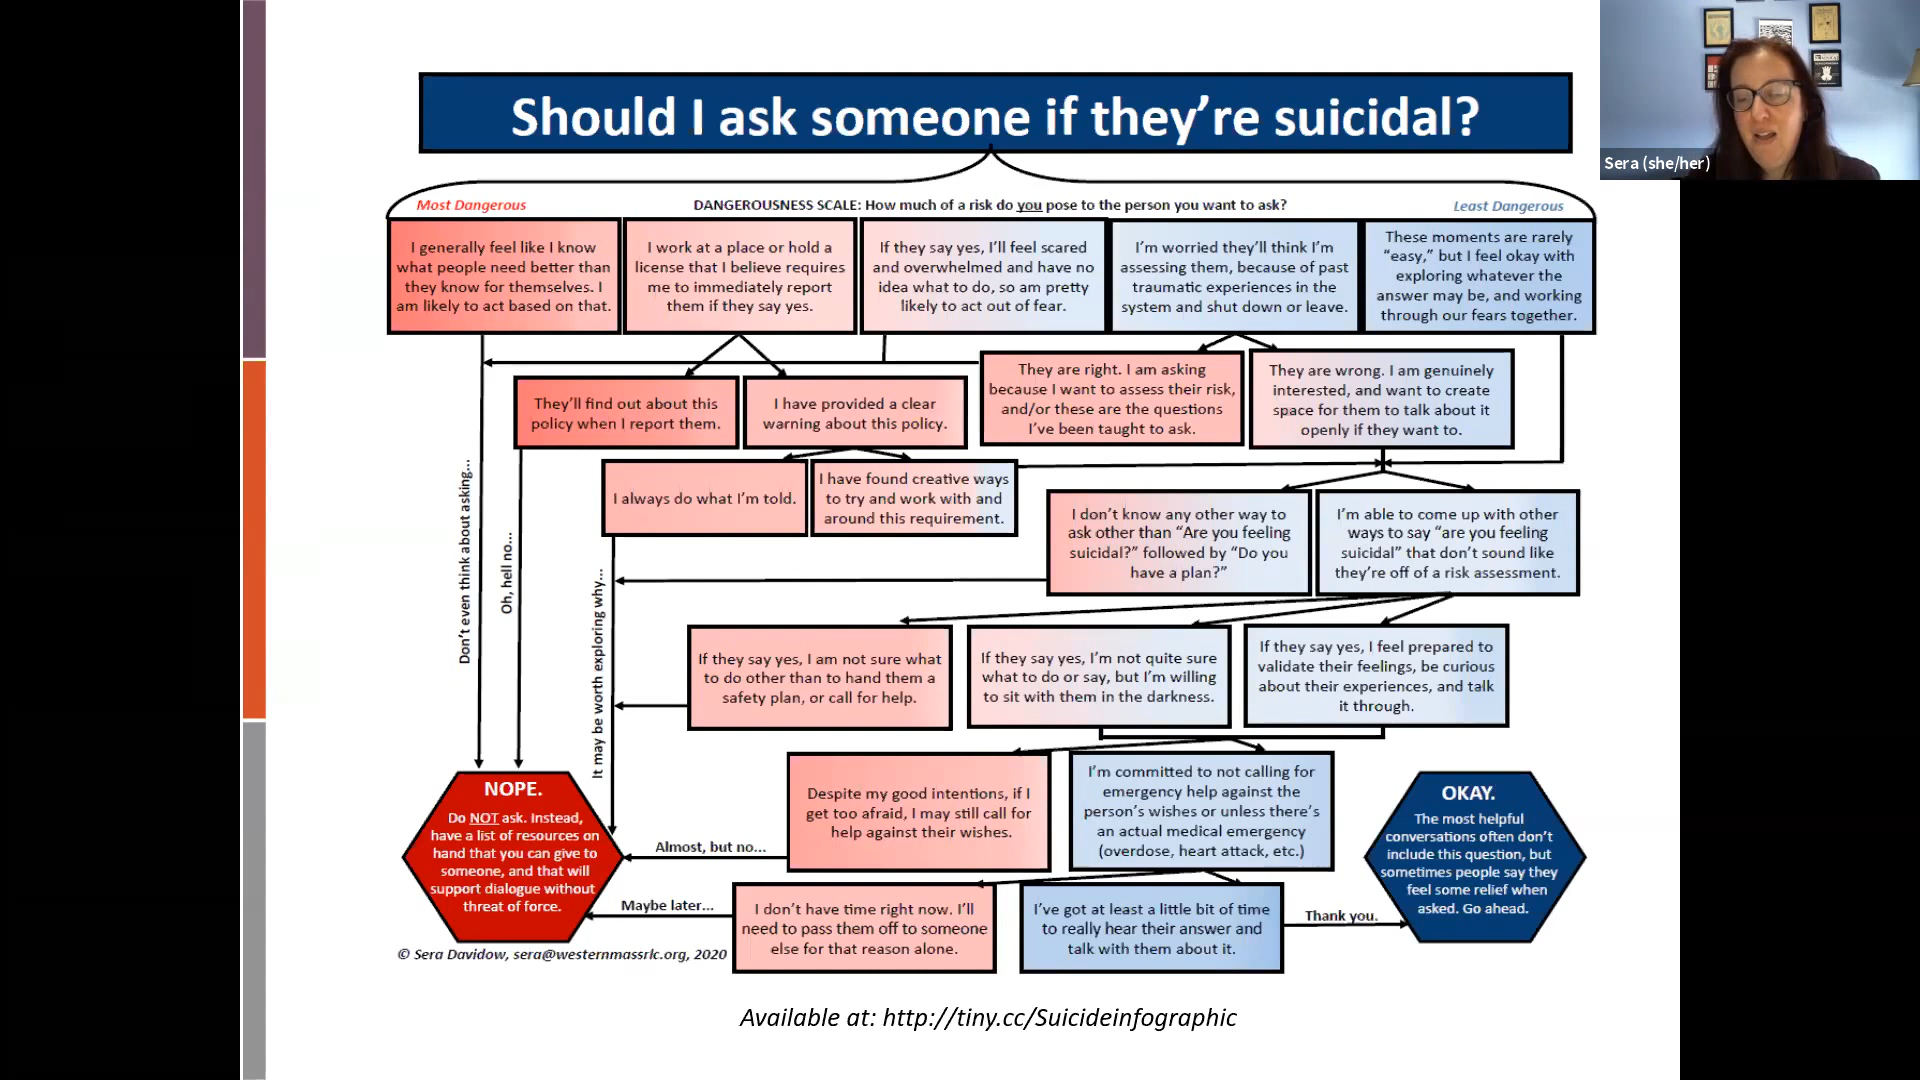 Should I ask someone if they're suicidal?
Sera (she/her)
Most Dangerous
DANGEROUSNESS SCALE: How much of a risk do you pose to the person you want to ask?
Least Dangerous
I generally feel like I know
what people need better than
they know for themselves. I
am likely to act based on that.
I work at a place or hold a
license that I believe requires
me to immediately report
them if they say yes.
If they say yes, I'll feel scared
and overwhelmed and have no
idea what to do, so am pretty
likely to act out of fear.
I'm worried they'll think I'm
assessing them, because of past
traumatic experiences in the
system and shut down or leave.
These moments are rarely
"easy," but I feel okay with
exploring whatever the
answer may be, and working
through our fears together.
They'll find out about this
policy when I report them.
I have provided a clear
warning about this policy.
They are right. I am asking
because I want to assess their risk,
and/or these are the questions
I've been taught to ask.
They are wrong. I am genuinely
interested, and want to create
space for them to talk about it
openly if they want to.
I always do what I'm told.
I have found creative ways
to try and work with and
around this requirement.
I don't know any other way to
ask other than "Are you feeling
suicidal?" followed by "Do you
have a plan?"
I'm able to come up with other
ways to say "are you feeling
suicidal" that don't sound like
they're off of a risk assessment.
Don't even think about asking...
Oh, hell no...
It may be worth exploring why...
If they say yes, I am not sure what
to do other than to hand them a
safety plan, or call for help.
If they say yes, I'm not quite sure
what to do or say, but I'm willing
to sit with them in the darkness.
If they say yes, I feel prepared to
validate their feelings, be curious
about their experiences, and talk
it through.
Despite my good intentions, if I
get too afraid, I may still call for
help against their wishes.
I'm committed to not calling for
emergency help against the
person's wishes or unless there's
an actual medical emergency
(overdose, heart attack, etc.)
Almost, but no...
Maybe later...
I don't have time right now. I'll
need to pass them off to someone
else for that reason alone.
I've got at least a little bit of time
to really hear their answer and
talk with them about it.
Thank you.
NOPE.
Do NOT ask. Instead,
have a list of resources on
hand that you can give to
someone, and that will
support dialogue without
threat of force.
OKAY.
The most helpful
conversations often don't
include this question, but
sometimes people say they
feel some relief when
asked. Go ahead.
© Sera Davidow, sera@westernmassrlc.org, 2020
Available at: http://tiny.cc/Suicideinfographic